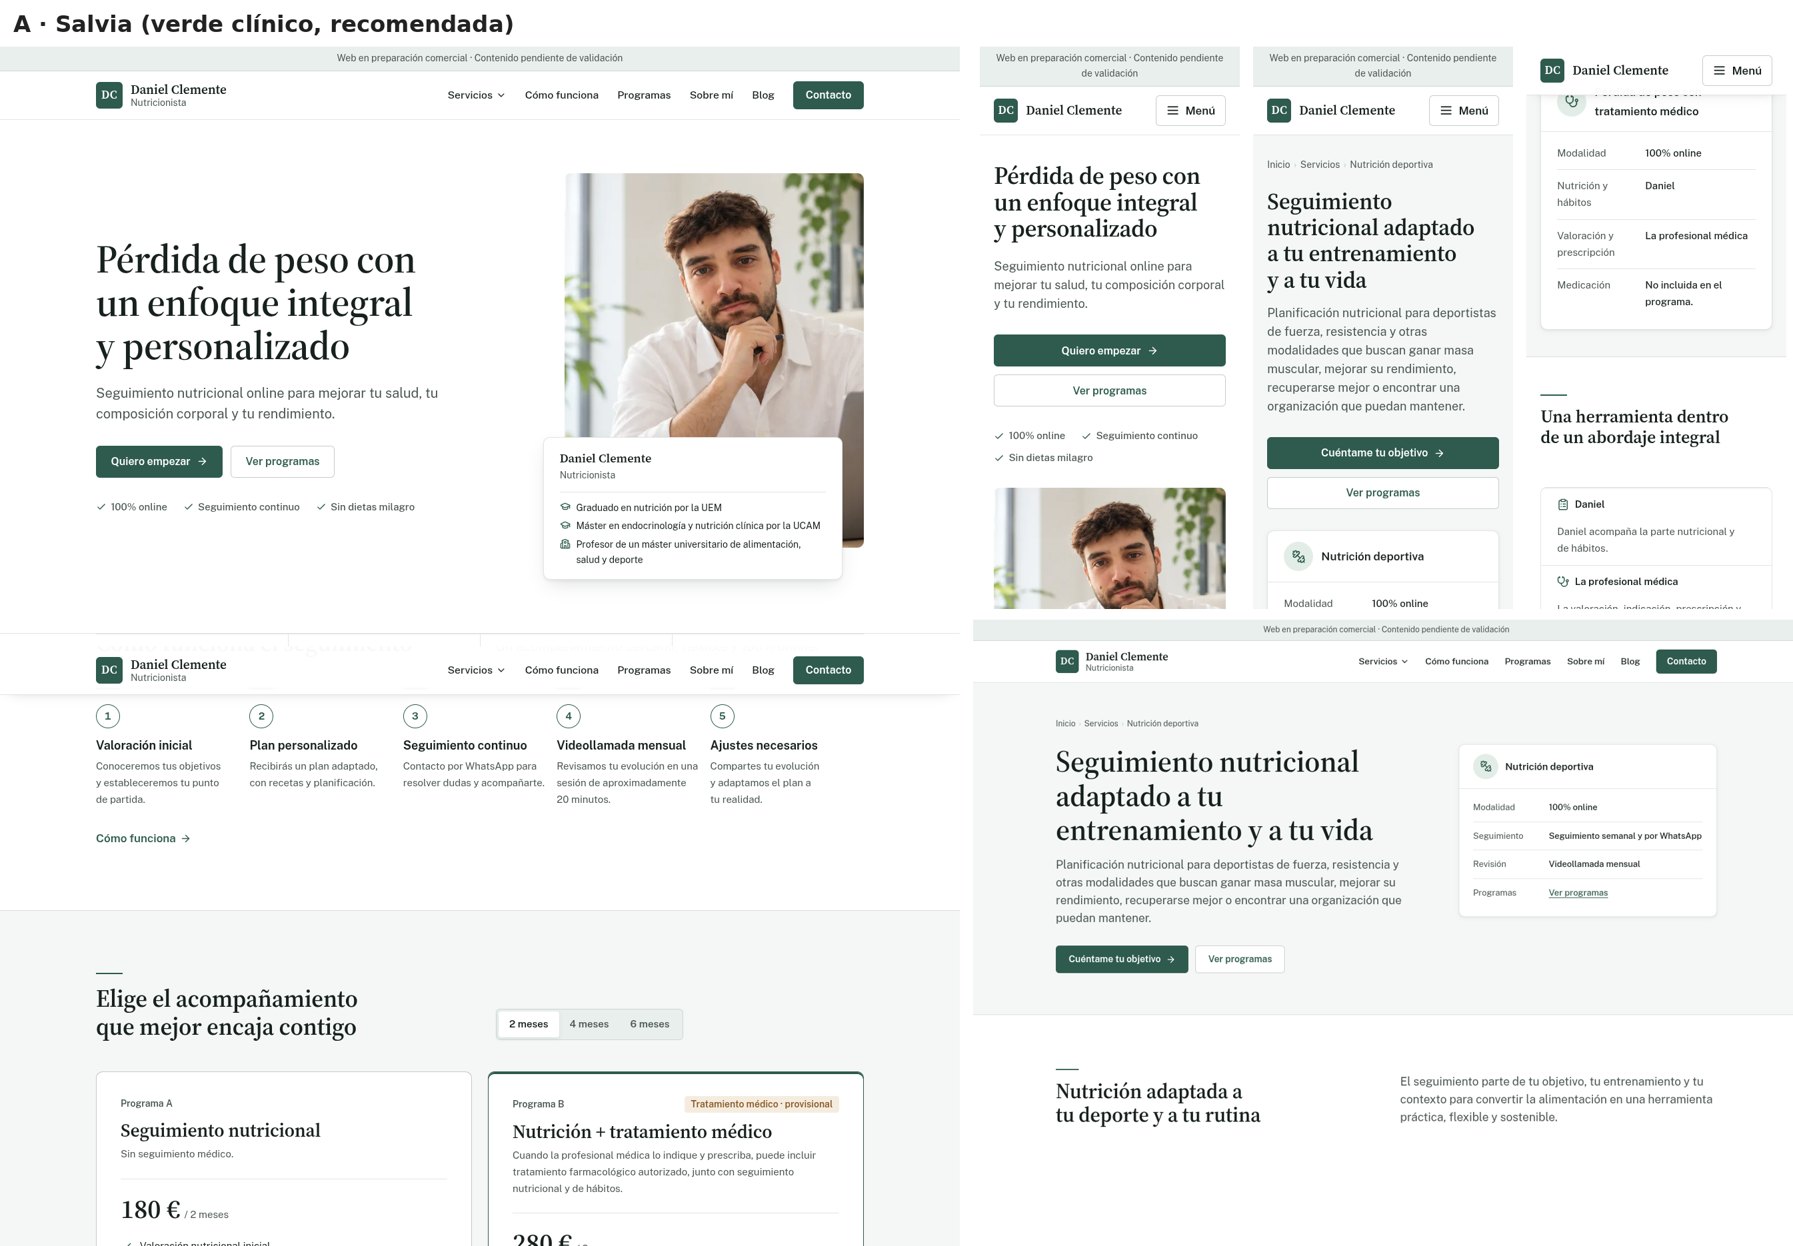 A · Salvia (verde clínico, recomendada)
Web en preparación comercial · Contenido pendiente de validación
DC
Daniel Clemente
Nutricionista
Servicios
Cómo funciona
Programas
Sobre mí
Blog
Contacto
Pérdida de peso con
un enfoque integral
y personalizado
Seguimiento nutricional online para mejorar tu salud, tu
composición corporal y tu rendimiento.
Quiero empezar →
Ver programas
100% online
Seguimiento continuo
Sin dietas milagro
Daniel Clemente
Nutricionista
Graduado en nutrición por la UEM
Máster en endocrinología y nutrición clínica por la UCAM
Profesor de un máster universitario de alimentación,
salud y deporte
DC
Daniel Clemente
Nutricionista
Servicios
Cómo funciona
Programas
Sobre mí
Blog
Contacto
1
Valoración inicial
Conoceremos tus objetivos
y estableceremos tu punto
de partida.
2
Plan personalizado
Recibirás un plan adaptado,
con recetas y planificación.
3
Seguimiento continuo
Contacto por WhatsApp para
resolver dudas y acompañarte.
4
Videollamada mensual
Revisamos tu evolución en una
sesión de aproximadamente
20 minutos.
5
Ajustes necesarios
Compartes tu evolución
y adaptamos el plan a
tu realidad.
Cómo funciona →
Elige el acompañamiento
que mejor encaja contigo
2 meses
4 meses
6 meses
Programa A
Seguimiento nutricional
Sin seguimiento médico.
180 € / 2 meses
Valoración nutricional inicial
Programa B
Tratamiento médico · provisional
Nutrición + tratamiento médico
Cuando la profesional médica lo indique y prescriba, puede incluir
tratamiento farmacológico autorizado, junto con seguimiento
nutricional y de hábitos.
280 €
Web en preparación comercial · Contenido pendiente
de validación
DC
Daniel Clemente
Menú
Pérdida de peso con
un enfoque integral
y personalizado
Seguimiento nutricional online para
mejorar tu salud, tu composición corporal
y tu rendimiento.
Quiero empezar →
Ver programas
100% online
Seguimiento continuo
Sin dietas milagro
Web en preparación comercial · Contenido pendiente
de validación
DC
Daniel Clemente
Menú
Inicio · Servicios · Nutrición deportiva
Seguimiento
nutricional adaptado
a tu entrenamiento
y a tu vida
Planificación nutricional para deportistas
de fuerza, resistencia y otras
modalidades que buscan ganar masa
muscular, mejorar su rendimiento,
recuperarse mejor o encontrar una
organización que puedan mantener.
Cuéntame tu objetivo →
Ver programas
Nutrición deportiva
Modalidad
100% online
DC
Daniel Clemente
Menú
tratamiento médico
Modalidad
100% online
Nutrición y
hábitos
Daniel
Valoración y
prescripción
La profesional médica
Medicación
No incluida en el
programa.
Una herramienta dentro
de un abordaje integral
Daniel
Daniel acompaña la parte nutricional y
de hábitos.
La profesional médica
La valoración, indicación, prescripción y
Web en preparación comercial · Contenido pendiente de validación
DC
Daniel Clemente
Nutricionista
Servicios
Cómo funciona
Programas
Sobre mí
Blog
Contacto
Inicio · Servicios · Nutrición deportiva
Seguimiento nutricional
adaptado a tu
entrenamiento y a tu vida
Planificación nutricional para deportistas de fuerza, resistencia y
otras modalidades que buscan ganar masa muscular, mejorar su
rendimiento, recuperarse mejor o encontrar una organización que
puedan mantener.
Cuéntame tu objetivo →
Ver programas
Nutrición deportiva
Modalidad
100% online
Seguimiento
Seguimiento semanal y por WhatsApp
Revisión
Videollamada mensual
Programas
Ver programas
Nutrición adaptada a
tu deporte y a tu rutina
El seguimiento parte de tu objetivo, tu entrenamiento y tu
contexto para convertir la alimentación en una herramienta
práctica, flexible y sostenible.